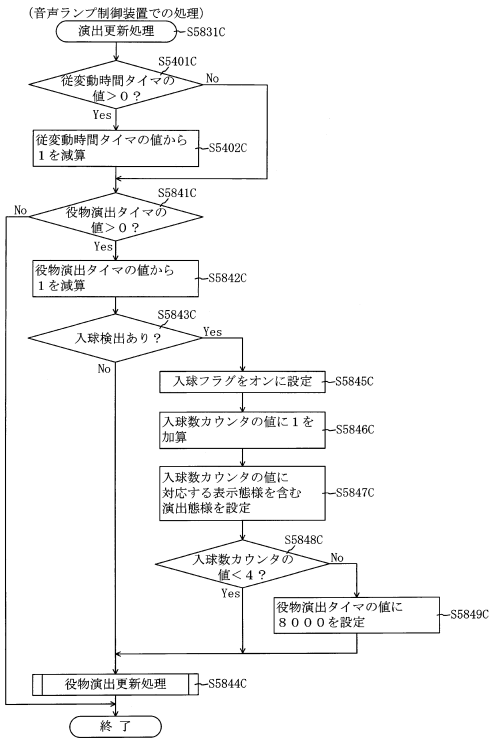 (音声ランプ制御装置での処理)
演出更新処理
S5831C
S5401C
従変動時間タイマの
値＞０？
No
Yes
従変動時間タイマの値から
１を減算
S5402C
S5841C
No
役物演出タイマの
値＞０？
Yes
役物演出タイマの値から
１を減算
S5842C
S5843C
入球検出あり？
Yes
No
入球フラグをオンに設定
S5845C
入球数カウンタの値に１を
加算
S5846C
入球数カウンタの値に
対応する表示態様を含む
演出態様を設定
S5847C
S5848C
入球数カウンタの
値＜４？
No
Yes
役物演出タイマの値に
８０００を設定
S5849C
役物演出更新処理
S5844C
終了